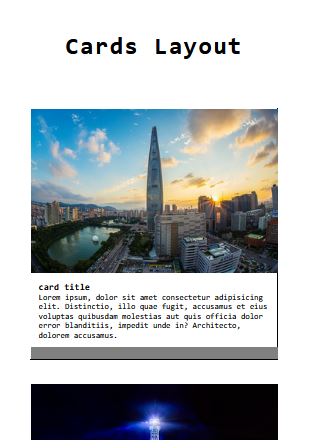 Cards Layout
card title
Lorem ipsum, dolor sit amet consectetur adipisicing
elit. Distinctio, illo quae fugit, accusamus et eius
voluptas quibusdam molestias aut quis officia dolor
error blanditiis, impedit unde in? Architecto,
dolorem accusamus.